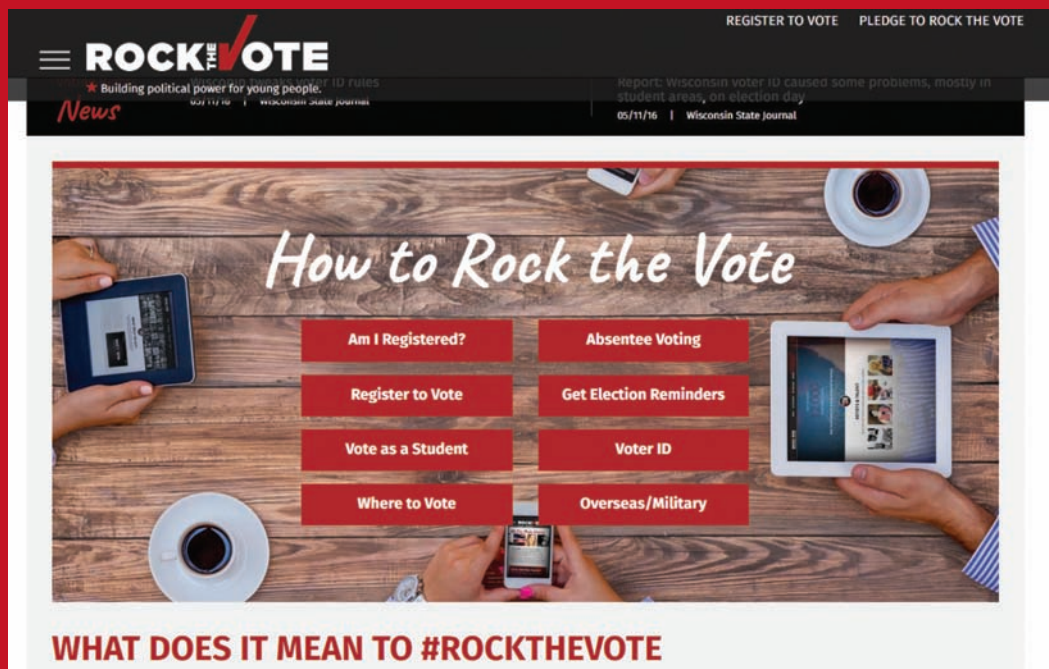 REGISTER TO VOTE PLEDGE TO ROCK THE VOTE
ROCK THE VOTE
★ Building political power for young people.
News
Wisconsin tweaks voter ID rules
05/11/16 | Wisconsin State Journal
Report: Wisconsin voter ID caused some problems, mostly in
student areas, on election day
05/11/16 | Wisconsin State Journal
How to Rock the Vote
Am I Registered?
Absentee Voting
Register to Vote
Get Election Reminders
Vote as a Student
Voter ID
Where to Vote
Overseas/Military
WHAT DOES IT MEAN TO #ROCKTHEVOTE